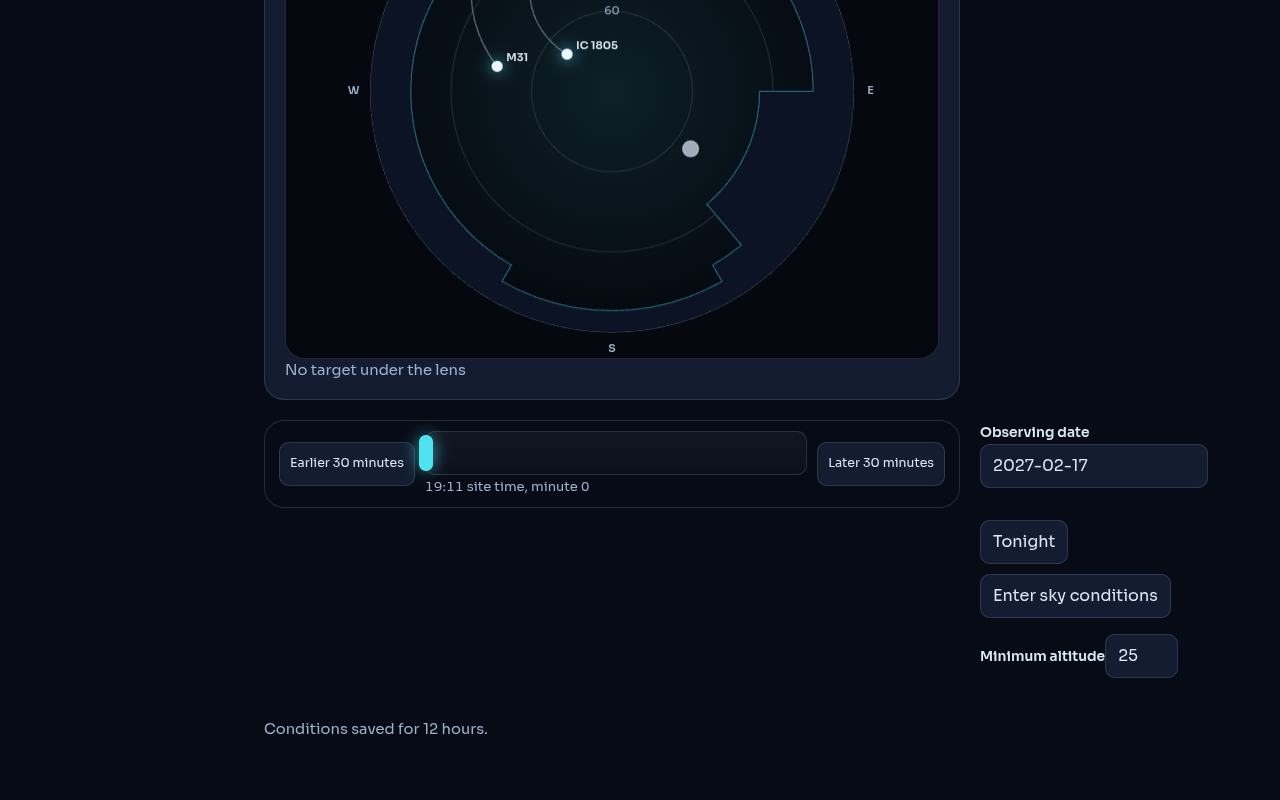 60
IC 1805
M31
W
E
S
No target under the lens
Earlier 30 minutes
19:11 site time, minute 0
Later 30 minutes
Observing date
2027-02-17
Tonight
Enter sky conditions
Minimum altitude 25
Conditions saved for 12 hours.